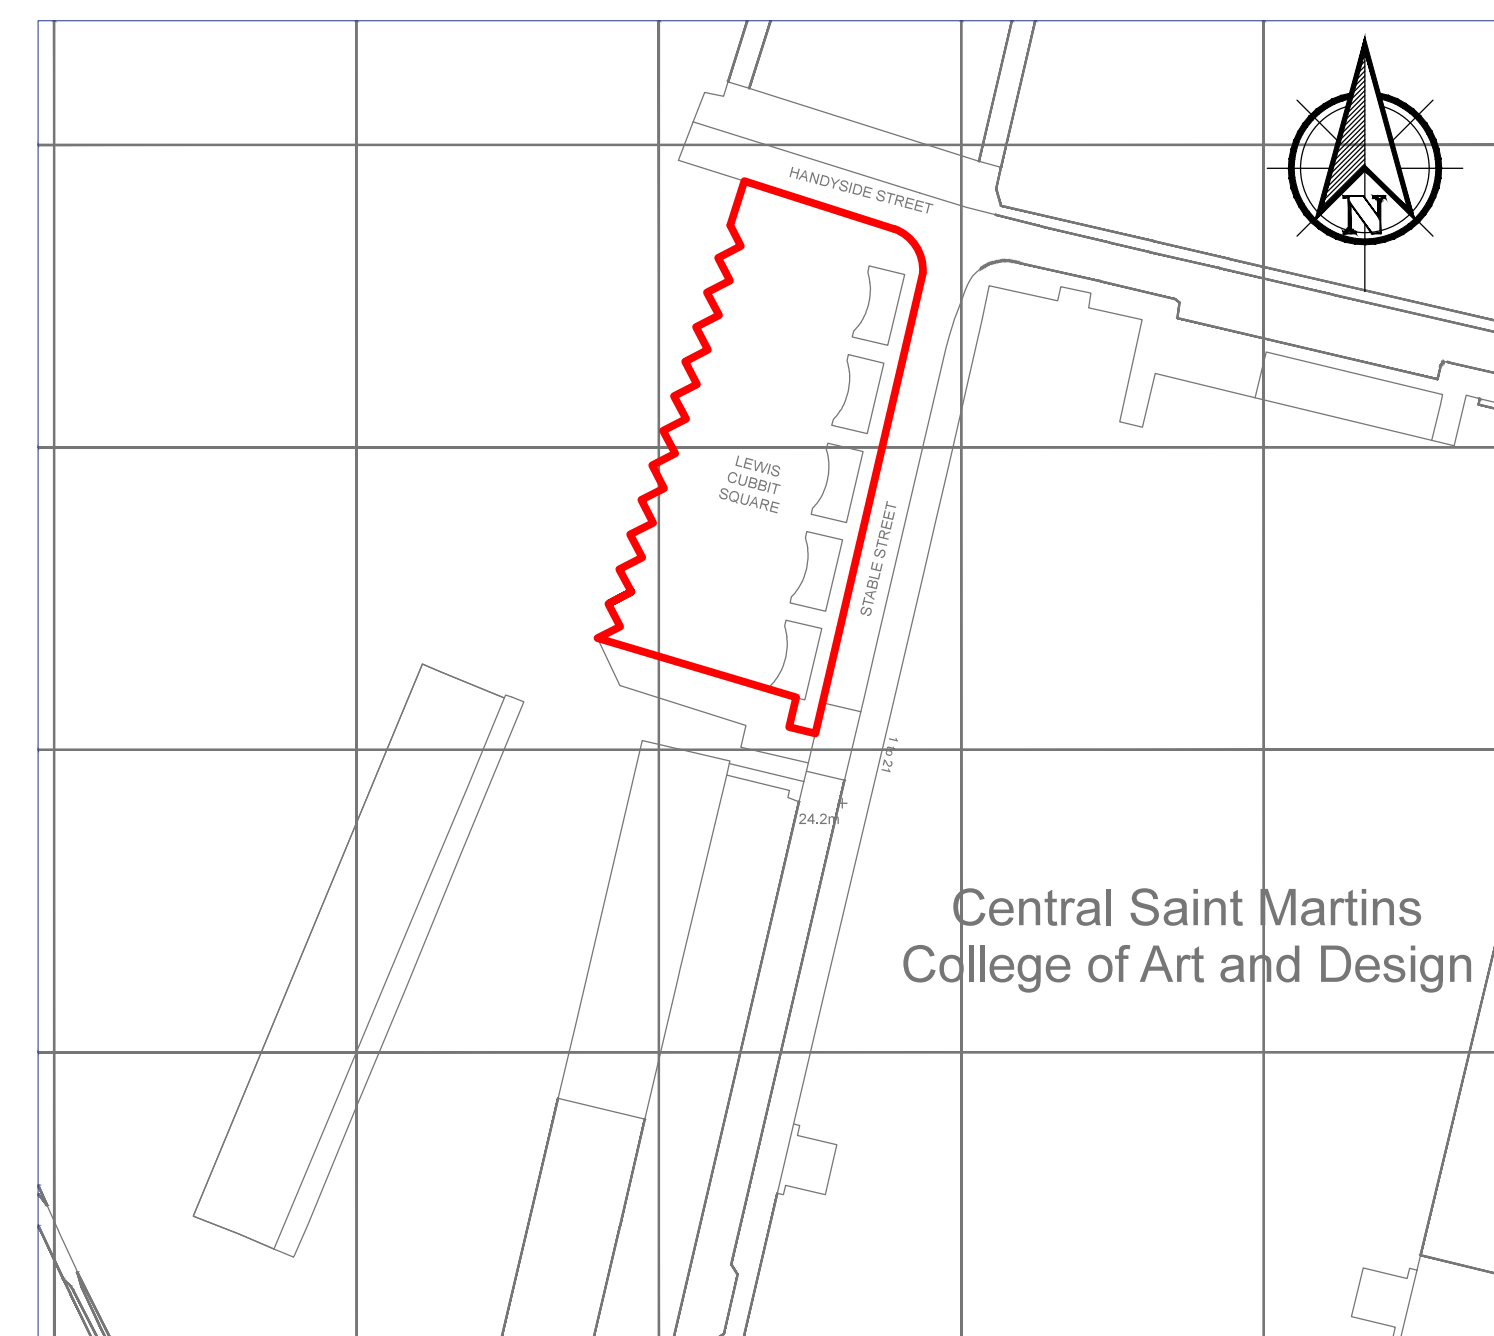 HANDYSIDE STREET
N
LEWIS
CUBBIT
SQUARE
STABLE STREET
1 to 21
24.2m
Central Saint Martins
College of Art and Design